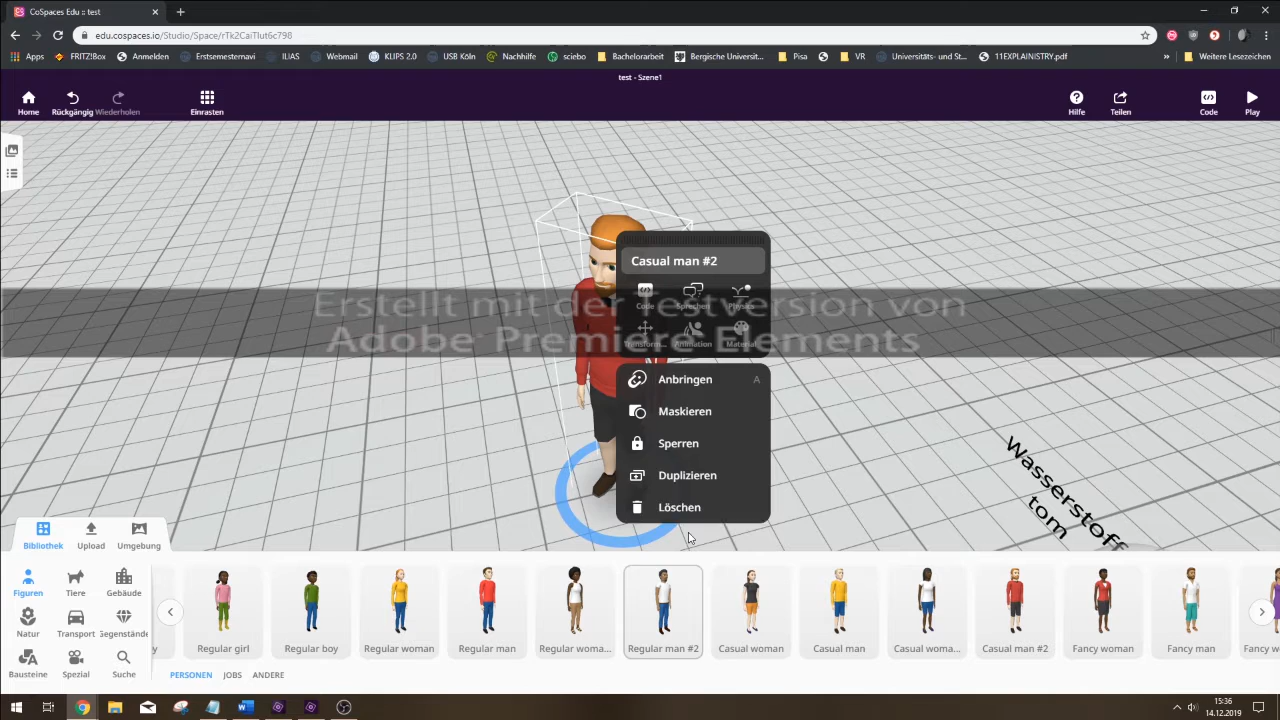 CoSpaces Edu :: test
edu.cospaces.io/Studio/Space/rTk2CaiTlut6c798
Apps FRITZ!Box Anmelden Erstsemesternavi ILIAS Webmail KLIPS 2.0 USB Köln Nachhilfe sciebo Bachelorarbeit Bergische Universit... Pisa VR Universitäts- und St... 11EXPLAINISTRY.pdf » Weitere Lesezeichen
test - Szene1
Home Rückgängig Wiederholen Einrasten Hilfe Teilen Code Play
Casual man #2
Code Sprechen Physics
Erstellt mit der Testversion von
Transform... Animation Material
Adobe Premiere Elements
Anbringen A
Maskieren
Sperren
Duplizieren
Löschen
Wasserstoff
tom
Bibliothek Upload Umgebung
Figuren Tiere Gebäude
Natur Transport Gegenstände
Bausteine Spezial Suche
Regular girl Regular boy Regular woman Regular man Regular woma... Regular man #2 Casual woman Casual man Casual woma... Casual man #2 Fancy woman Fancy man Fancy w
PERSONEN JOBS ANDERE
15:36
14.12.2019